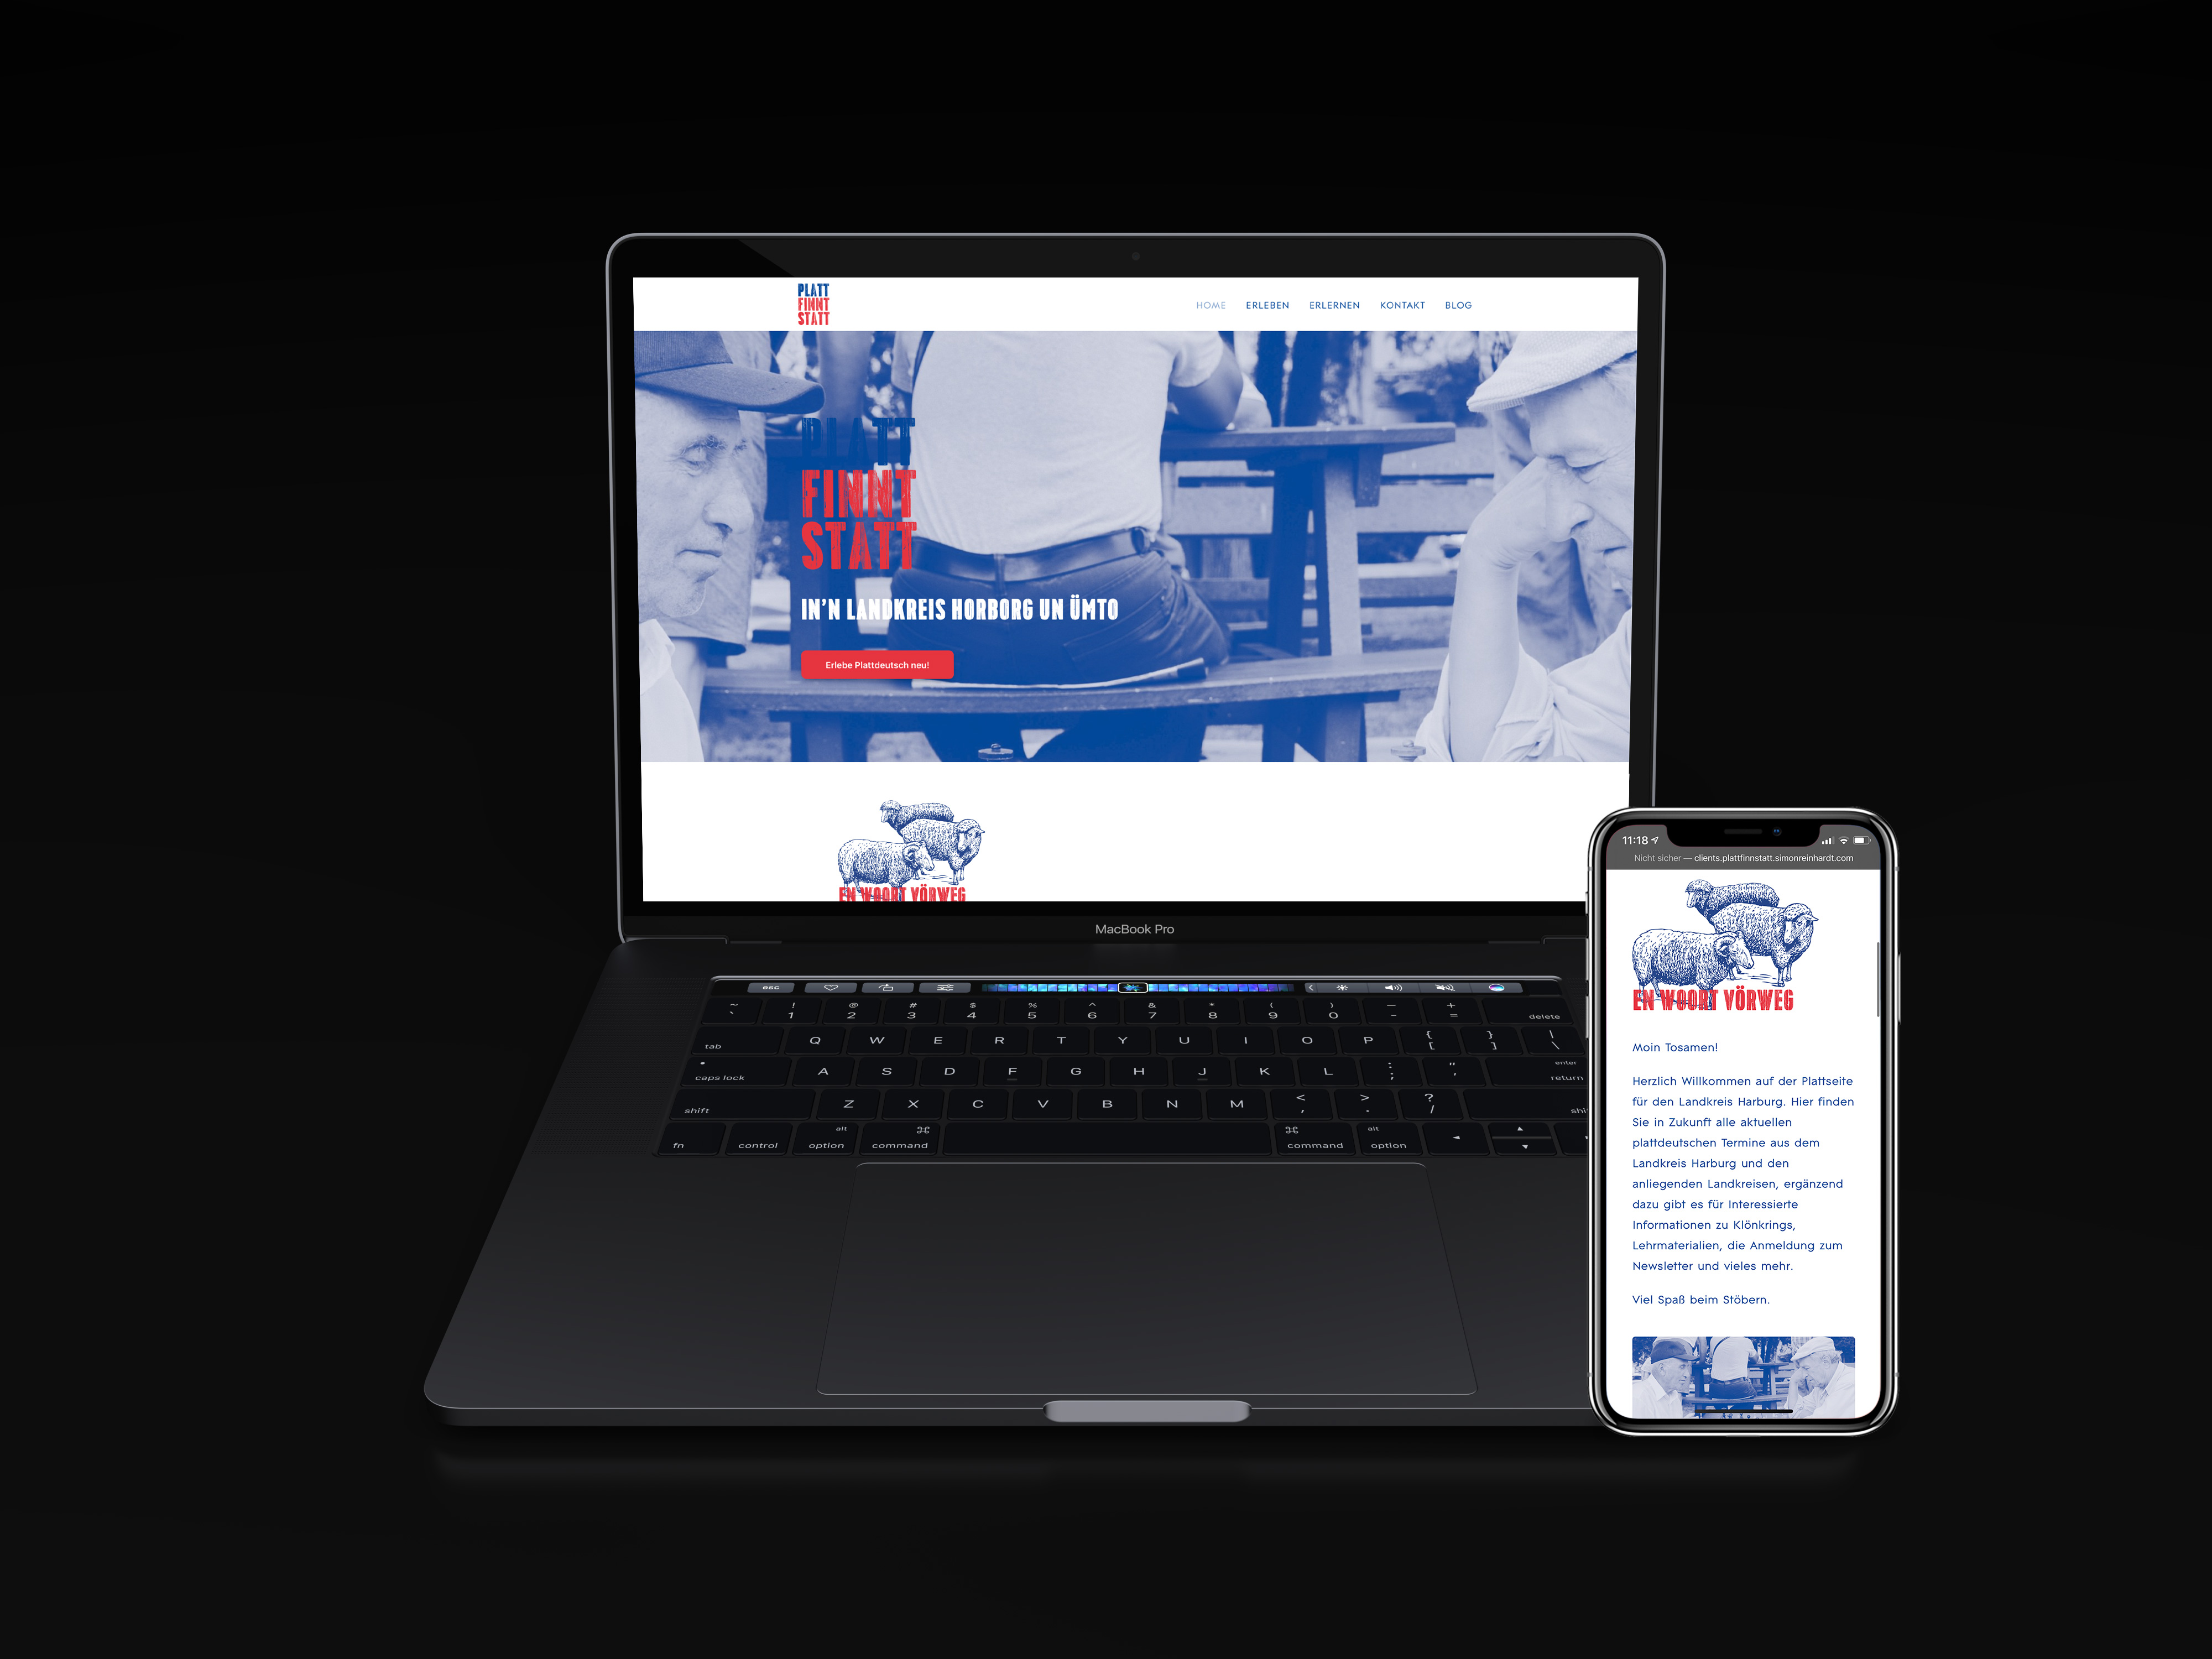 PLATT
FINNT
STATT
HOME ERLEBEN ERLERNEN KONTAKT BLOG
PLATT
FINNT
STATT
IN'N LANDKREIS HORBORG UN ÜMTO
Erlebe Plattdeutsch neu!
EN WOORT VÖRWEG
MacBook Pro
esc
~ ! @ # $ % ^ & * ( ) — +
` 1 2 3 4 5 6 7 8 9 0 - = delete
tab Q W E R T Y U I O P { [ } ] | \
caps lock A S D F G H J K L : ; " ' enter return
shift Z X C V B N M < , > . ? / shi
fn control alt option ⌘ command ⌘ command alt option
11:18
Nicht sicher — clients.plattfinnstatt.simonreinhardt.com
EN WOORT VÖRWEG
Moin Tosamen!
Herzlich Willkommen auf der Plattseite
für den Landkreis Harburg. Hier finden
Sie in Zukunft alle aktuellen
plattdeutschen Termine aus dem
Landkreis Harburg und den
anliegenden Landkreisen, ergänzend
dazu gibt es für Interessierte
Informationen zu Klönkrings,
Lehrmaterialien, die Anmeldung zum
Newsletter und vieles mehr.
Viel Spaß beim Stöbern.